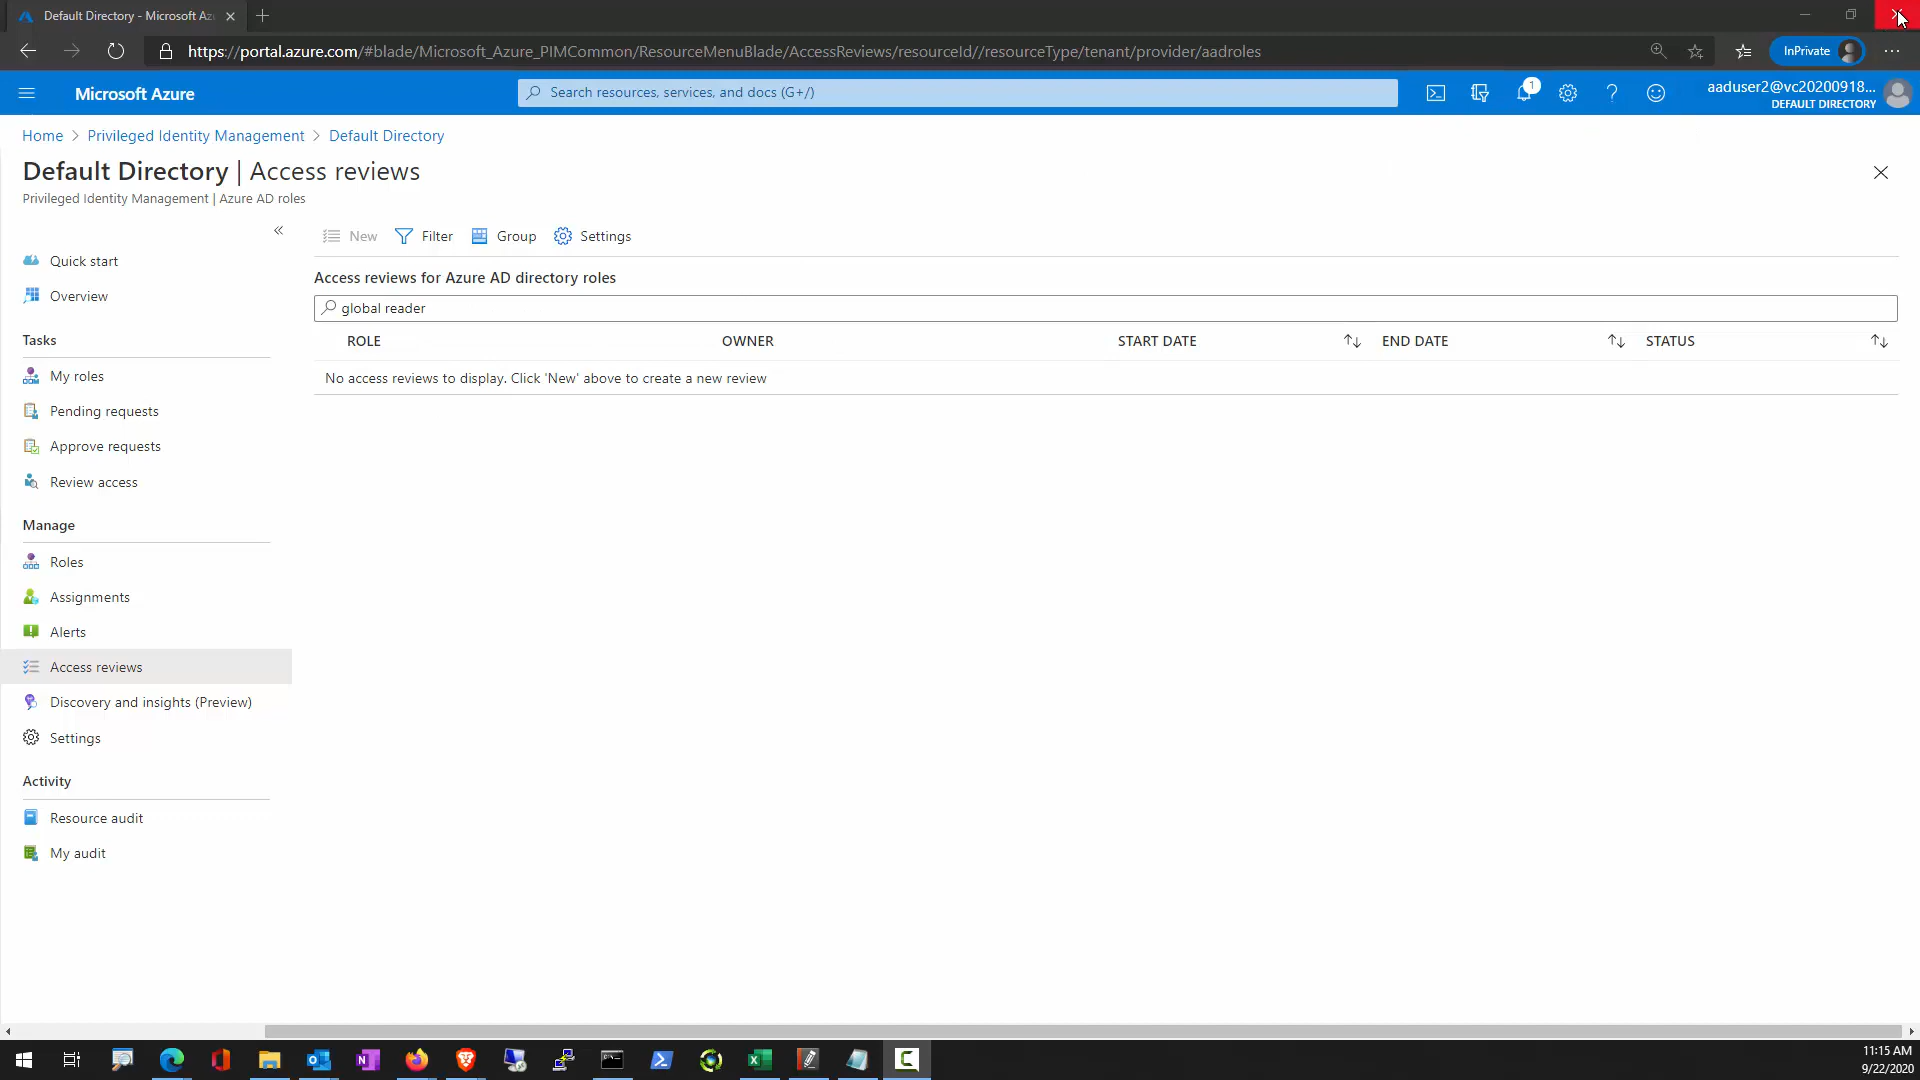 Default Directory - Microsoft Az
https://portal.azure.com/#blade/Microsoft_Azure_PIMCommon/ResourceMenuBlade/AccessReviews/resourceId//resourceType/tenant/provider/aadroles
InPrivate
Microsoft Azure
Search resources, services, and docs (G+/)
1
aaduser2@vc20200918...
DEFAULT DIRECTORY
Home > Privileged Identity Management > Default Directory
Default Directory | Access reviews
Privileged Identity Management | Azure AD roles
New Filter Group Settings
Quick start
Overview
Tasks
My roles
Pending requests
Approve requests
Review access
Manage
Roles
Assignments
Alerts
Access reviews
Discovery and insights (Preview)
Settings
Activity
Resource audit
My audit
Access reviews for Azure AD directory roles
global reader
ROLE OWNER START DATE END DATE STATUS
No access reviews to display. Click 'New' above to create a new review
11:15 AM
9/22/2020